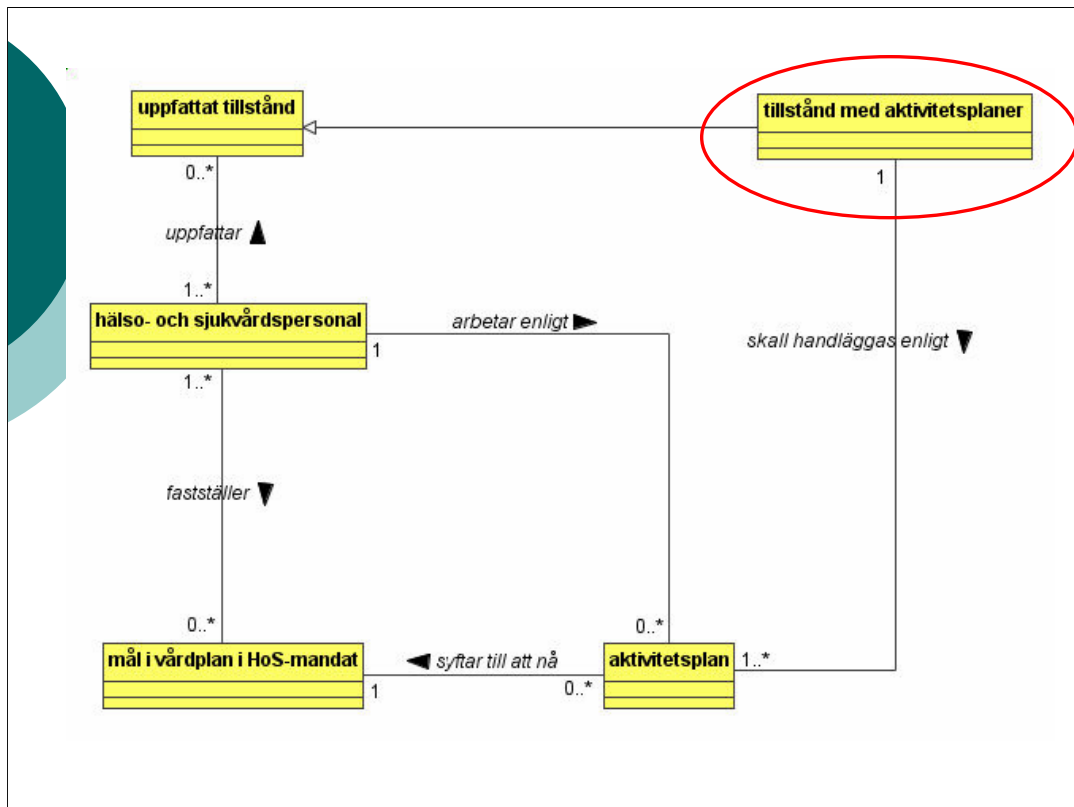 uppfattat tillstånd
tillstånd med aktivitetsplaner
0..*
1
uppfattar
1..*
hälso- och sjukvårdspersonal
arbetar enligt
1
skall handläggas enligt
1..*
fastställer
0..*
0..*
mål i vårdplan i HoS-mandat
syftar till att nå
aktivitetsplan
1..*
1
0..*